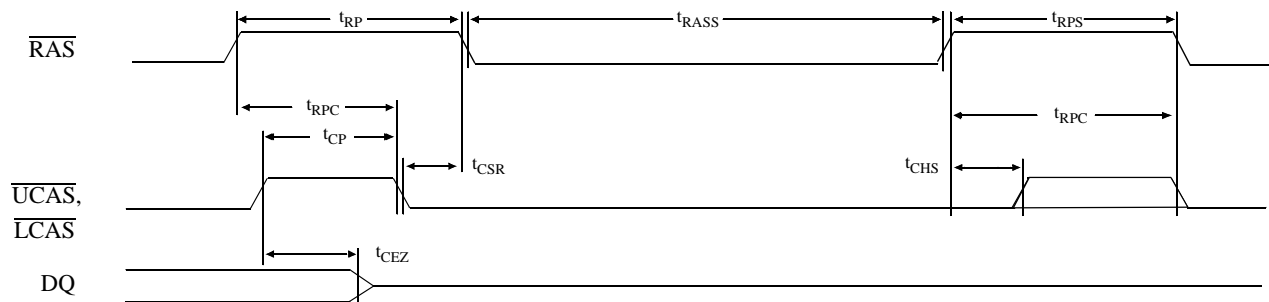 tRP
tRASS
tRPS
RAS
tRPC
tRPC
tCP
tCSR
tCHS
UCAS,
LCAS
tCEZ
DQ